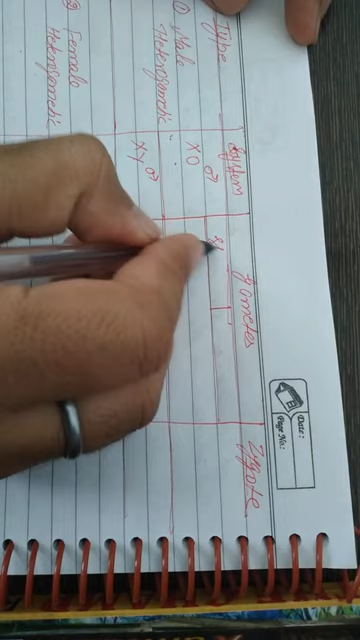 Type System Gametes Zygote
① Male Heterogametic :
XO ♂
XY ♂
② Female Heterogametic
Date:
Page No.: